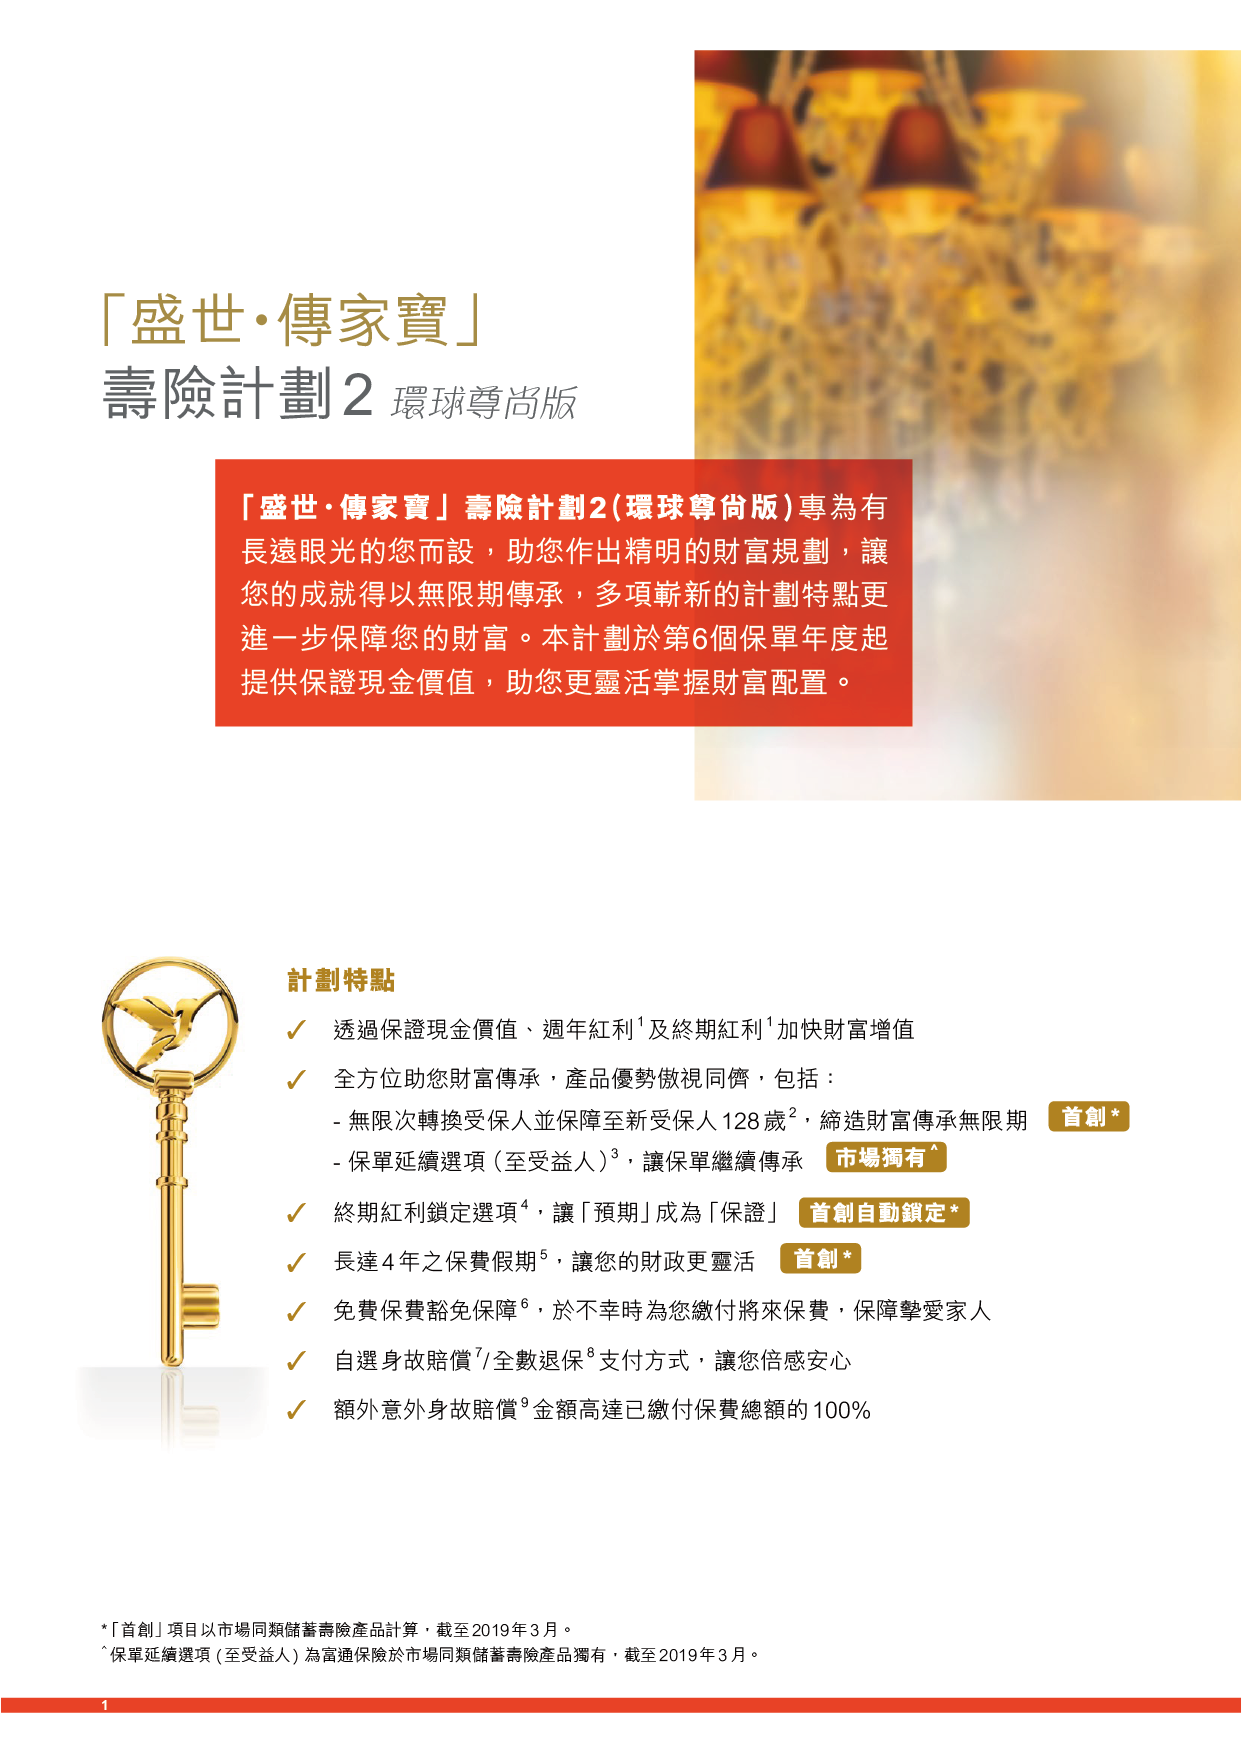 「盛世•傳家寶」
壽險計劃2 環球尊尚版
「盛世•傳家寶」壽險計劃2(環球尊尚版)專為有
長遠眼光的您而設，助您作出精明的財富規劃，讓
您的成就得以無限期傳承，多項嶄新的計劃特點更
進一步保障您的財富。本計劃於第6個保單年度起
提供保證現金價值，助您更靈活掌握財富配置。
計劃特點
✓ 透過保證現金價值、週年紅利1及終期紅利1加快財富增值
✓ 全方位助您財富傳承，產品優勢傲視同儕，包括：
- 無限次轉換受保人並保障至新受保人128歲2，締造財富傳承無限期 首創*
- 保單延續選項(至受益人)3，讓保單繼續傳承 市場獨有^
✓ 終期紅利鎖定選項4，讓「預期」成為「保證」 首創自動鎖定*
✓ 長達4年之保費假期5，讓您的財政更靈活 首創*
✓ 免費保費豁免保障6，於不幸時為您繳付將來保費，保障摯愛家人
✓ 自選身故賠償7/全數退保8支付方式，讓您倍感安心
✓ 額外意外身故賠償9金額高達已繳付保費總額的100%
*「首創」項目以市場同類儲蓄壽險產品計算，截至2019年3月。
^保單延續選項(至受益人)為富通保險於市場同類儲蓄壽險產品獨有，截至2019年3月。
1